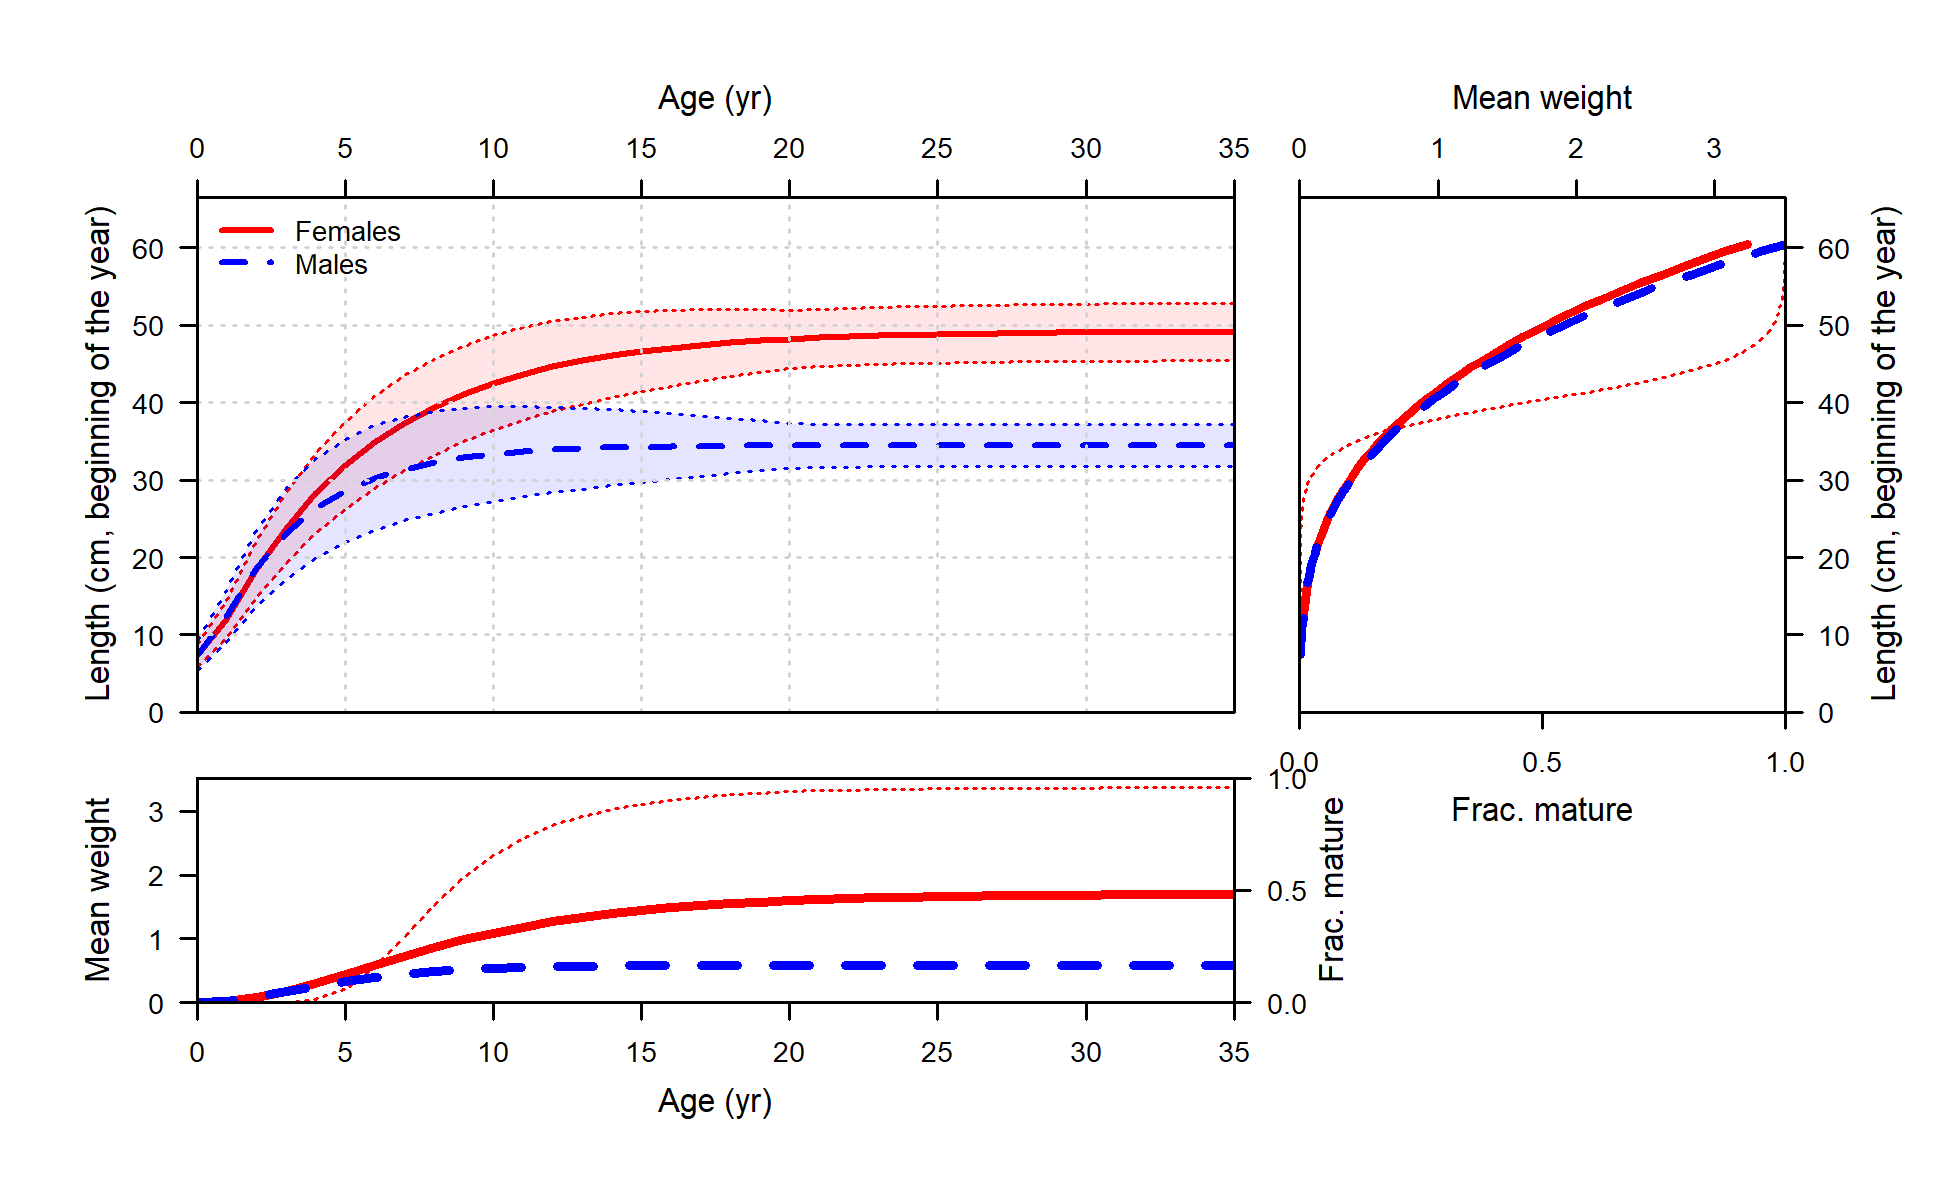 Age (yr)
Mean weight
0 5 10 15 20 25 30 35
0 1 2 3
Females
Males
Length (cm, beginning of the year)
60
50
40
30
20
10
0
Length (cm, beginning of the year)
60
50
40
30
20
10
0
0.0 0.5 1.0
Frac. mature
Mean weight
3
2
1
0
1.0
0.5
0.0
Frac. mature
0 5 10 15 20 25 30 35
Age (yr)